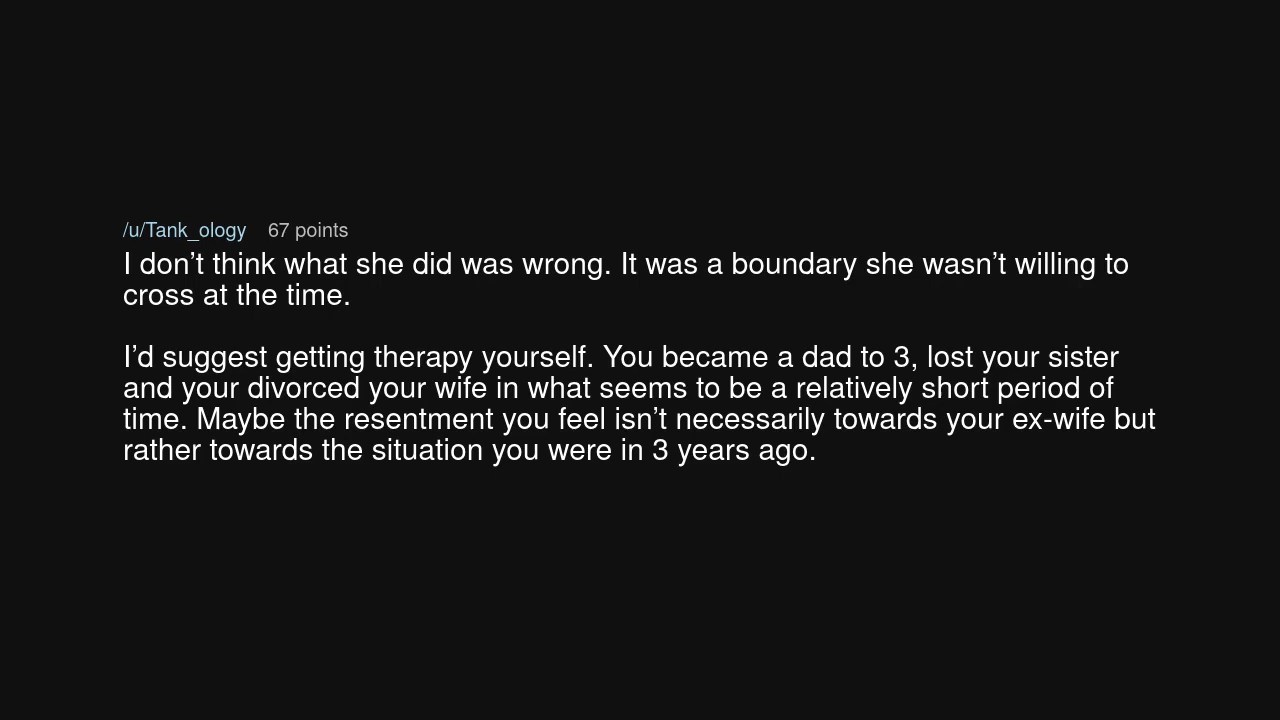 /u/Tank_ology 67 points
I don’t think what she did was wrong. It was a boundary she wasn’t willing to
cross at the time.
I’d suggest getting therapy yourself. You became a dad to 3, lost your sister
and your divorced your wife in what seems to be a relatively short period of
time. Maybe the resentment you feel isn’t necessarily towards your ex-wife but
rather towards the situation you were in 3 years ago.